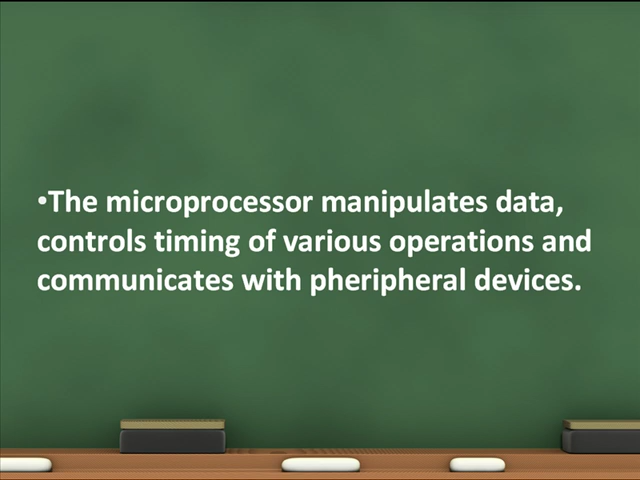 •The microprocessor manipulates data,
controls timing of various operations and
communicates with pheripheral devices.